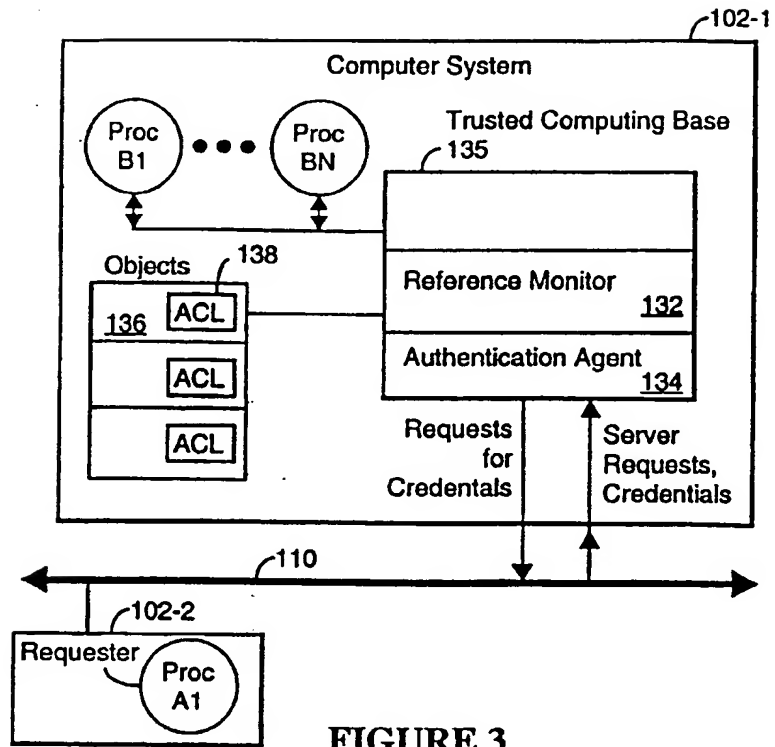 102-1
Computer System
Proc
B1
Proc
BN
Trusted Computing Base
135
Objects
138
136
ACL
ACL
ACL
Reference Monitor
132
Authentication Agent
134
Requests
for
Credentals
Server
Requests,
Credentials
110
102-2
Requester
Proc
A1
FIGURE 3